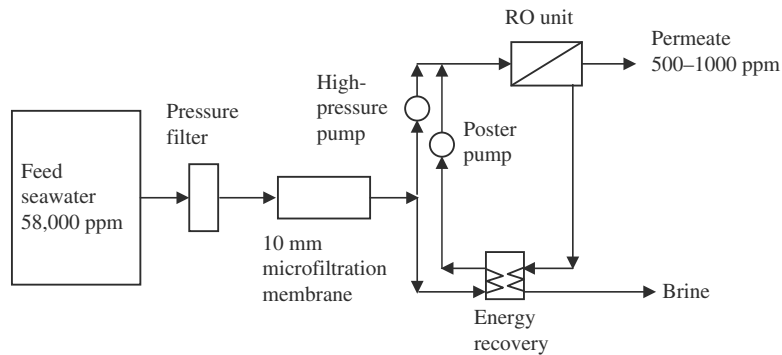 RO unit
Permeate
500–1000 ppm
High-
pressure
pump
Pressure
filter
Poster
pump
Feed
seawater
58,000 ppm
10 mm
microfiltration
membrane
Brine
Energy
recovery